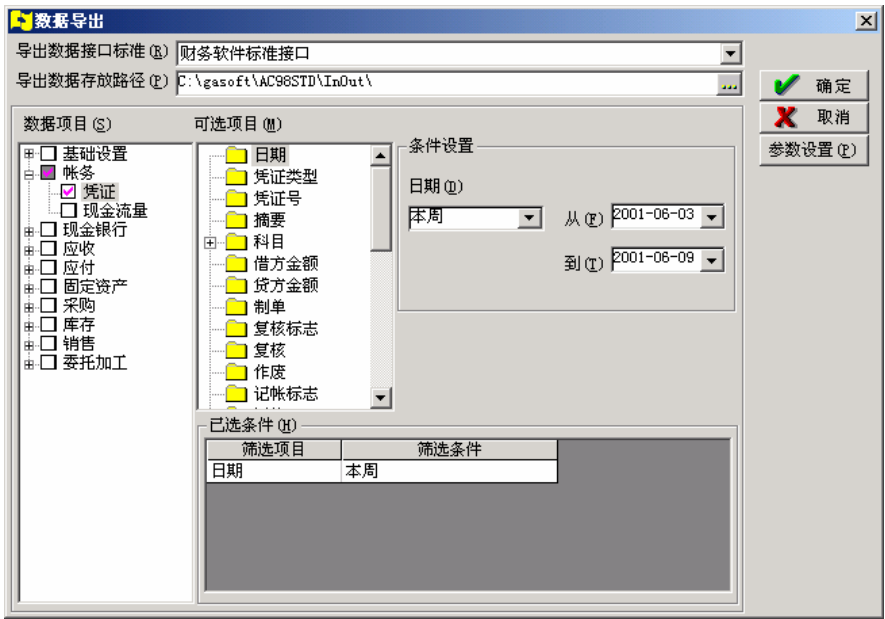 数据导出
导出数据接口标准(R) 财务软件标准接口
导出数据存放路径(P) C:\gasoft\AC98STD\InOut\ ...
确定
取消
参数设置(P)
数据项目(S)
基础设置
帐务
凭证
现金流量
现金银行
应收
应付
固定资产
采购
库存
销售
委托加工
可选项目(M)
日期
凭证类型
凭证号
摘要
科目
借方金额
贷方金额
制单
复核标志
复核
作废
记帐标志
条件设置
日期(D)
本周 从(F) 2001-06-03
到(T) 2001-06-09
已选条件(H)
筛选项目 筛选条件
日期 本周